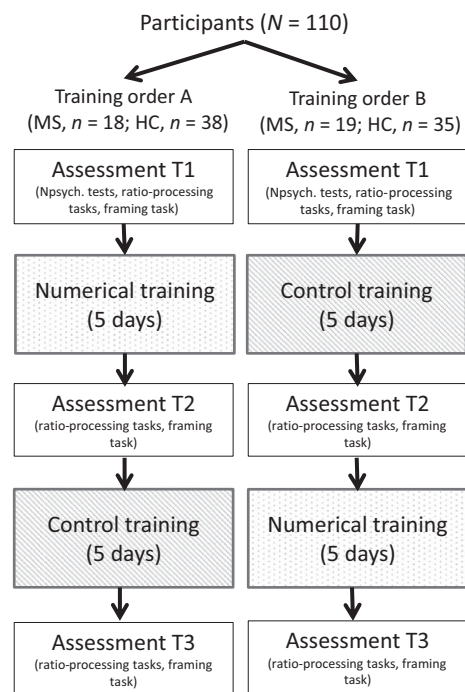 Participants (N = 110)
Training order A
(MS, n = 18; HC, n = 38)
Assessment T1
(Npsych. tests, ratio-processing
tasks, framing task)
Numerical training
(5 days)
Assessment T2
(ratio-processing tasks, framing
task)
Control training
(5 days)
Assessment T3
(ratio-processing tasks, framing
task)
Training order B
(MS, n = 19; HC, n = 35)
Assessment T1
(Npsych. tests, ratio-processing
tasks, framing task)
Control training
(5 days)
Assessment T2
(ratio-processing tasks, framing
task)
Numerical training
(5 days)
Assessment T3
(ratio-processing tasks, framing
task)